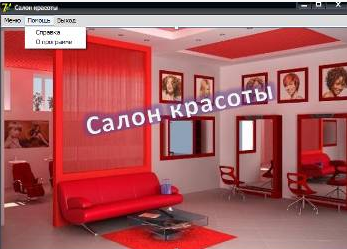 Салон красоты
Меню Помощь Выход
Справка
О программе
Салон красоты